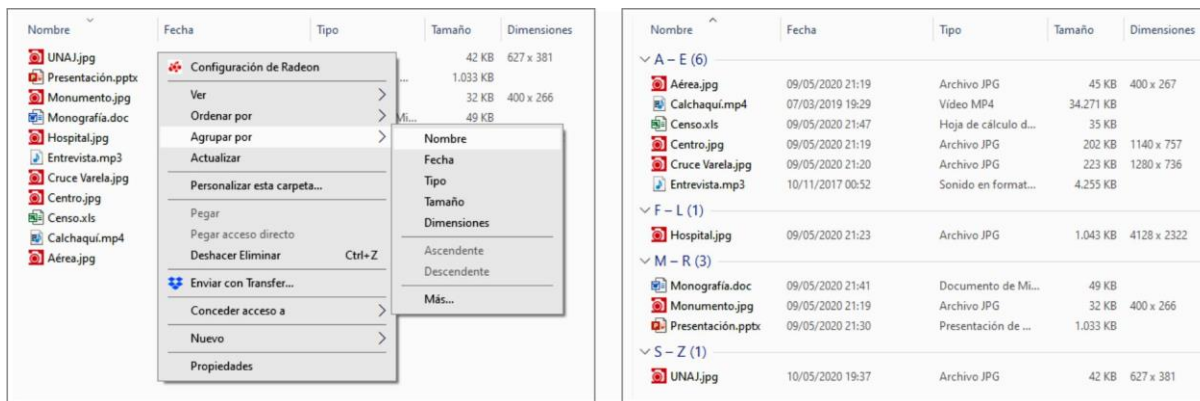 Nombre Fecha Tipo Tamaño Dimensiones
UNAJ.jpg 42 KB 627 x 381
Presentación.pptx ... 1.033 KB
Monumento.jpg 32 KB 400 x 266
Monografía.doc Mi... 49 KB
Hospital.jpg
Entrevista.mp3
Cruce Varela.jpg
Centro.jpg
Censo.xls
Calchaquí.mp4
Aérea.jpg
Configuración de Radeon
Ver
Ordenar por
Agrupar por
Actualizar
Personalizar esta carpeta...
Pegar
Pegar acceso directo
Deshacer Eliminar Ctrl+Z
Enviar con Transfer...
Conceder acceso a
Nuevo
Propiedades
Nombre
Fecha
Tipo
Tamaño
Dimensiones
Ascendente
Descendente
Más...
Nombre Fecha Tipo Tamaño Dimensiones
A – E (6)
Aérea.jpg 09/05/2020 21:19 Archivo JPG 45 KB 400 x 267
Calchaquí.mp4 07/03/2019 19:29 Vídeo MP4 34.271 KB
Censo.xls 09/05/2020 21:47 Hoja de cálculo d... 35 KB
Centro.jpg 09/05/2020 21:19 Archivo JPG 202 KB 1140 x 757
Cruce Varela.jpg 09/05/2020 21:20 Archivo JPG 223 KB 1280 x 736
Entrevista.mp3 10/11/2017 00:52 Sonido en format... 4.255 KB
F – L (1)
Hospital.jpg 09/05/2020 21:23 Archivo JPG 1.043 KB 4128 x 2322
M – R (3)
Monografía.doc 09/05/2020 21:41 Documento de Mi... 49 KB
Monumento.jpg 09/05/2020 21:19 Archivo JPG 32 KB 400 x 266
Presentación.pptx 09/05/2020 21:30 Presentación de ... 1.033 KB
S – Z (1)
UNAJ.jpg 10/05/2020 19:37 Archivo JPG 42 KB 627 x 381